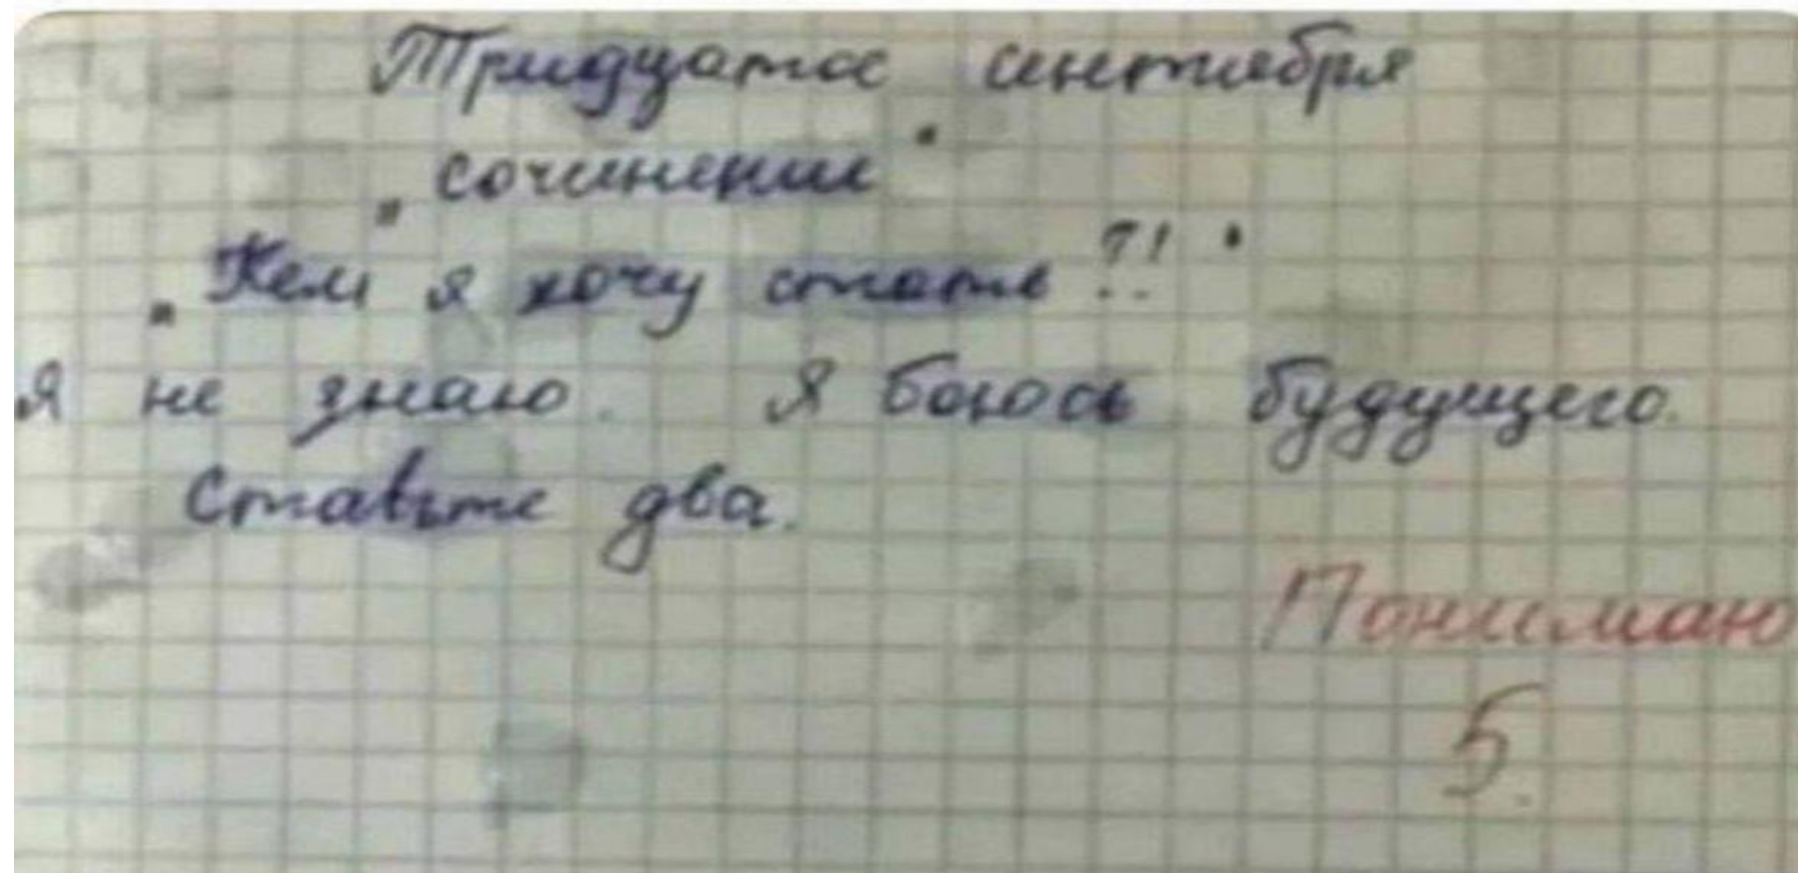 Тридцатое сентября
„сочинение"
„Кем я хочу стать?!"
Я не знаю. Я боюсь будущего.
Ставьте два.
Понимаю
5.